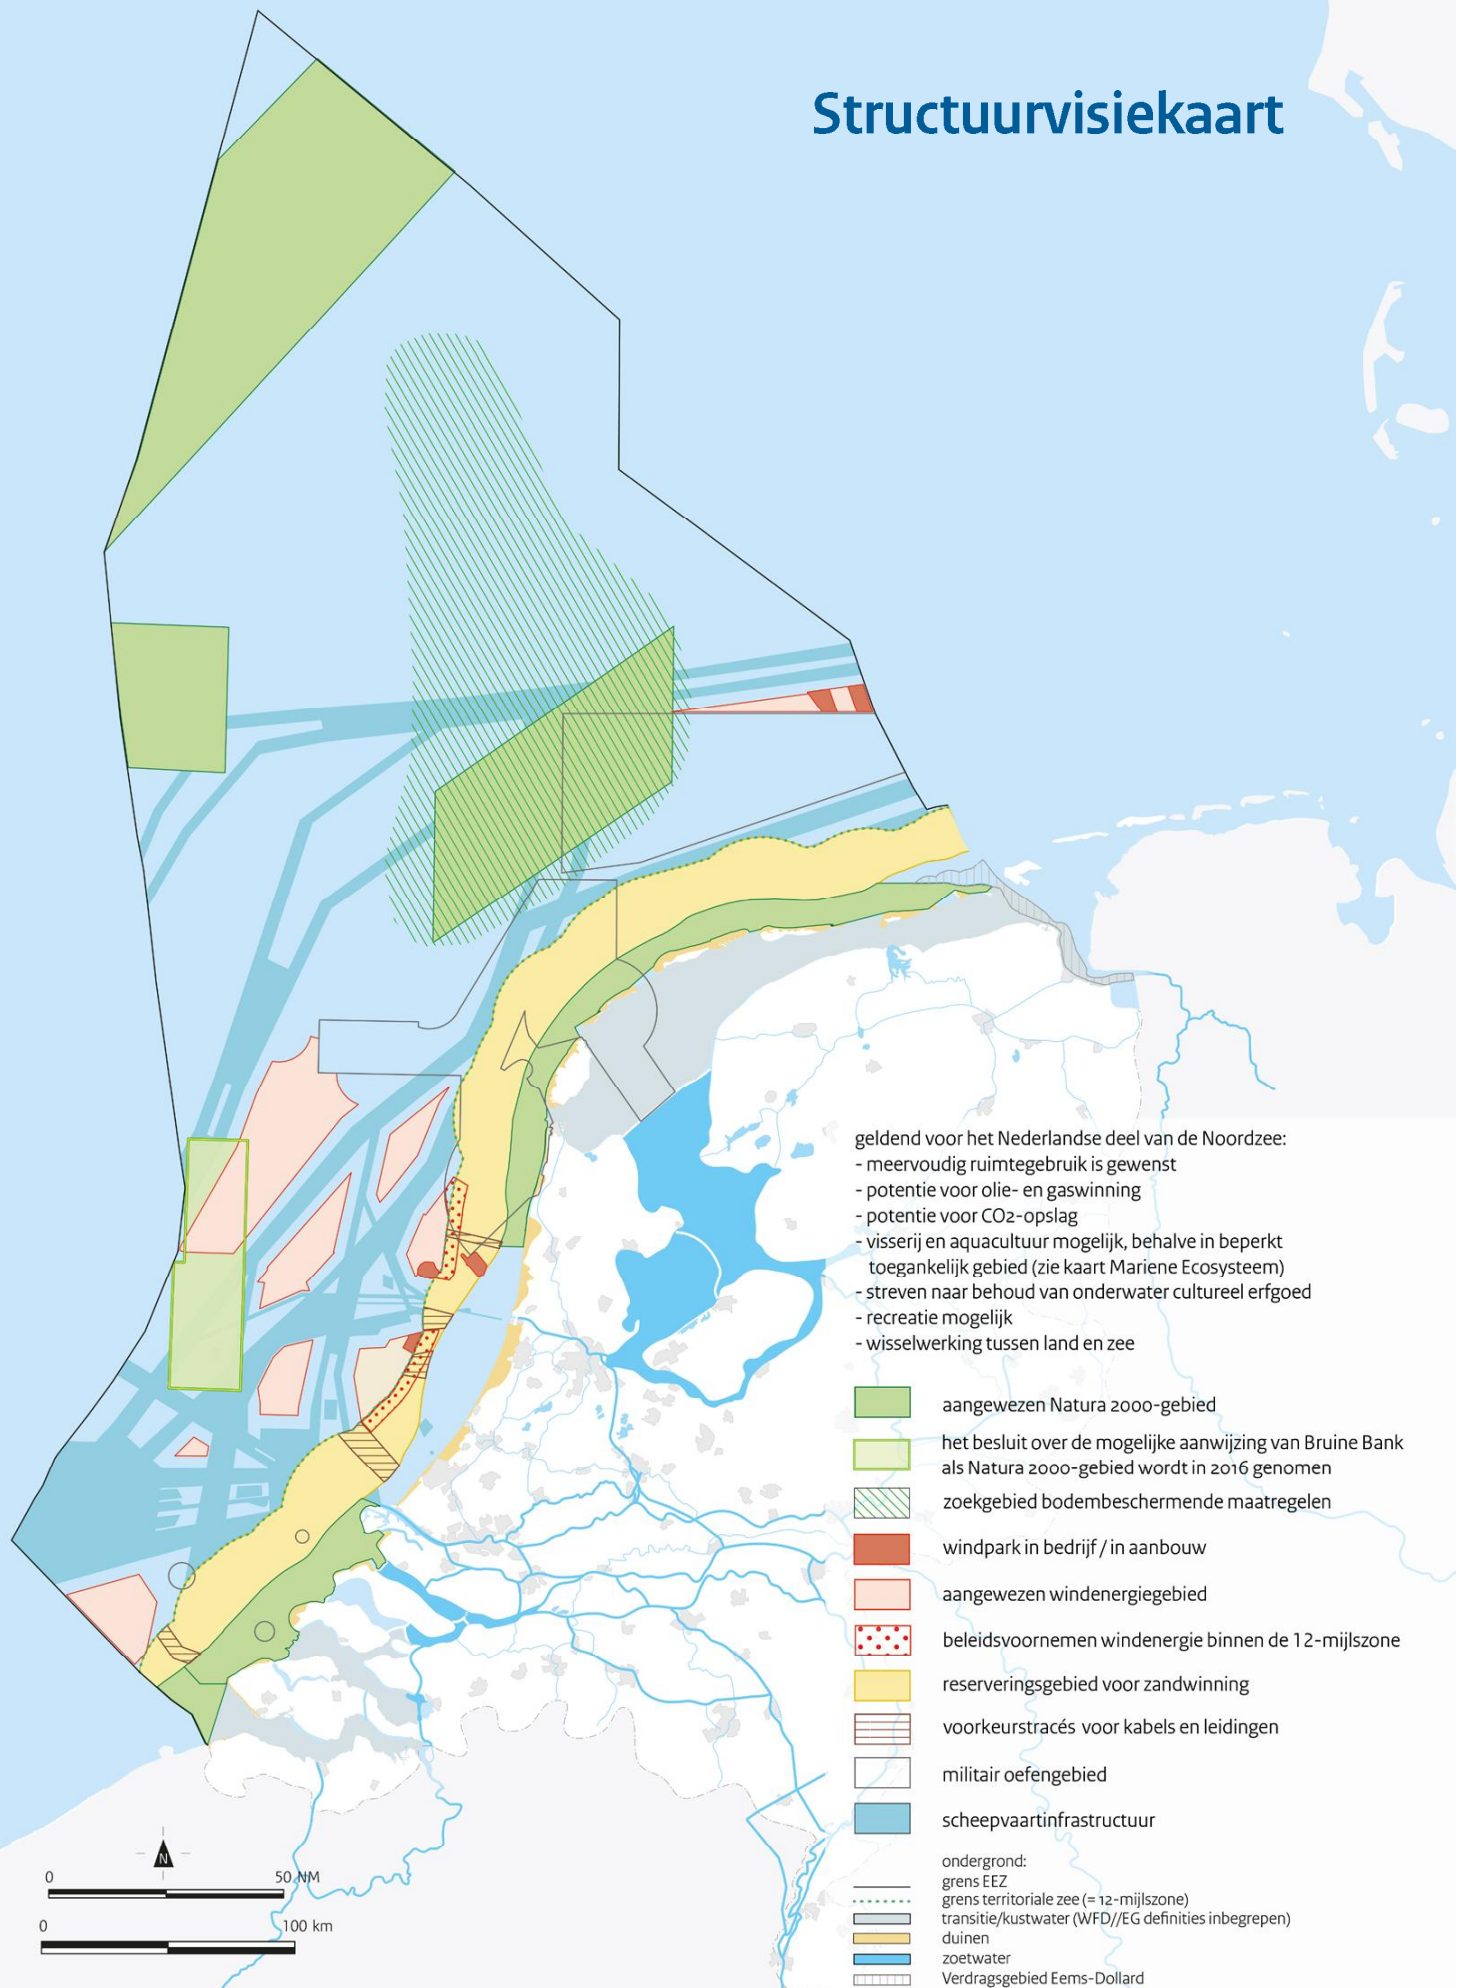 Structuurvisiekaart
geldend voor het Nederlandse deel van de Noordzee:
- meervoudig ruimtegebruik is gewenst
- potentie voor olie- en gaswinning
- potentie voor CO2-opslag
- visserij en aquacultuur mogelijk, behalve in beperkt
toegankelijk gebied (zie kaart Mariene Ecosysteem)
- streven naar behoud van onderwater cultureel erfgoed
- recreatie mogelijk
- wisselwerking tussen land en zee
aangewezen Natura 2000-gebied
het besluit over de mogelijke aanwijzing van Bruine Bank
als Natura 2000-gebied wordt in 2016 genomen
zoekgebied bodembeschermende maatregelen
windpark in bedrijf / in aanbouw
aangewezen windenergiegebied
beleidsvoornemen windenergie binnen de 12-mijlszone
reserveringsgebied voor zandwinning
voorkeurstracés voor kabels en leidingen
militair oefengebied
scheepvaartinfrastructuur
ondergrond:
grens EEZ
grens territoriale zee (= 12-mijlszone)
transitie/kustwater (WFD//EG definities inbegrepen)
duinen
zoetwater
Verdragsgebied Eems-Dollard
N
0 50 NM
0 100 km